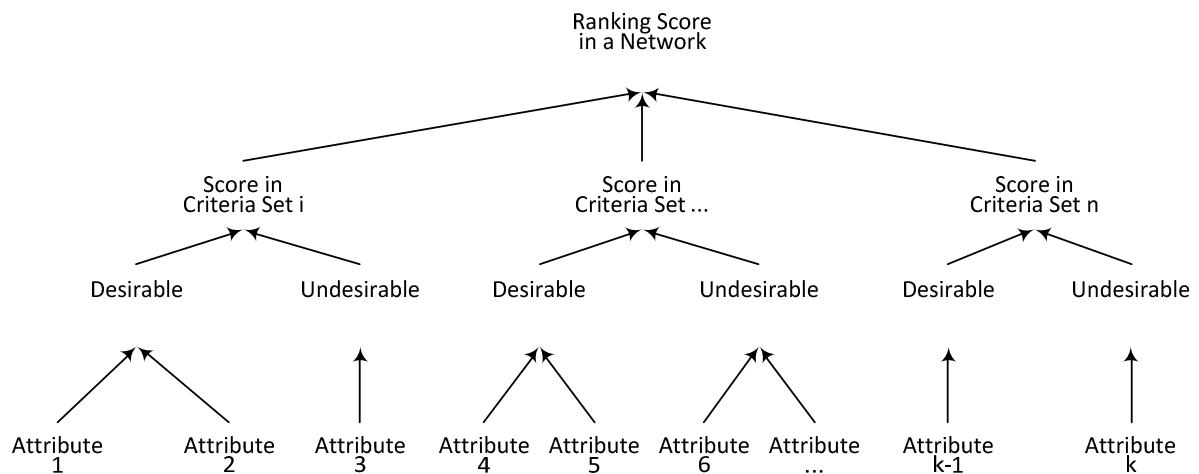 Ranking Score
in a Network
Score in
Criteria Set i
Score in
Criteria Set ...
Score in
Criteria Set n
Desirable
Undesirable
Desirable
Undesirable
Desirable
Undesirable
Attribute
1
Attribute
2
Attribute
3
Attribute
4
Attribute
5
Attribute
6
Attribute
...
Attribute
k-1
Attribute
k